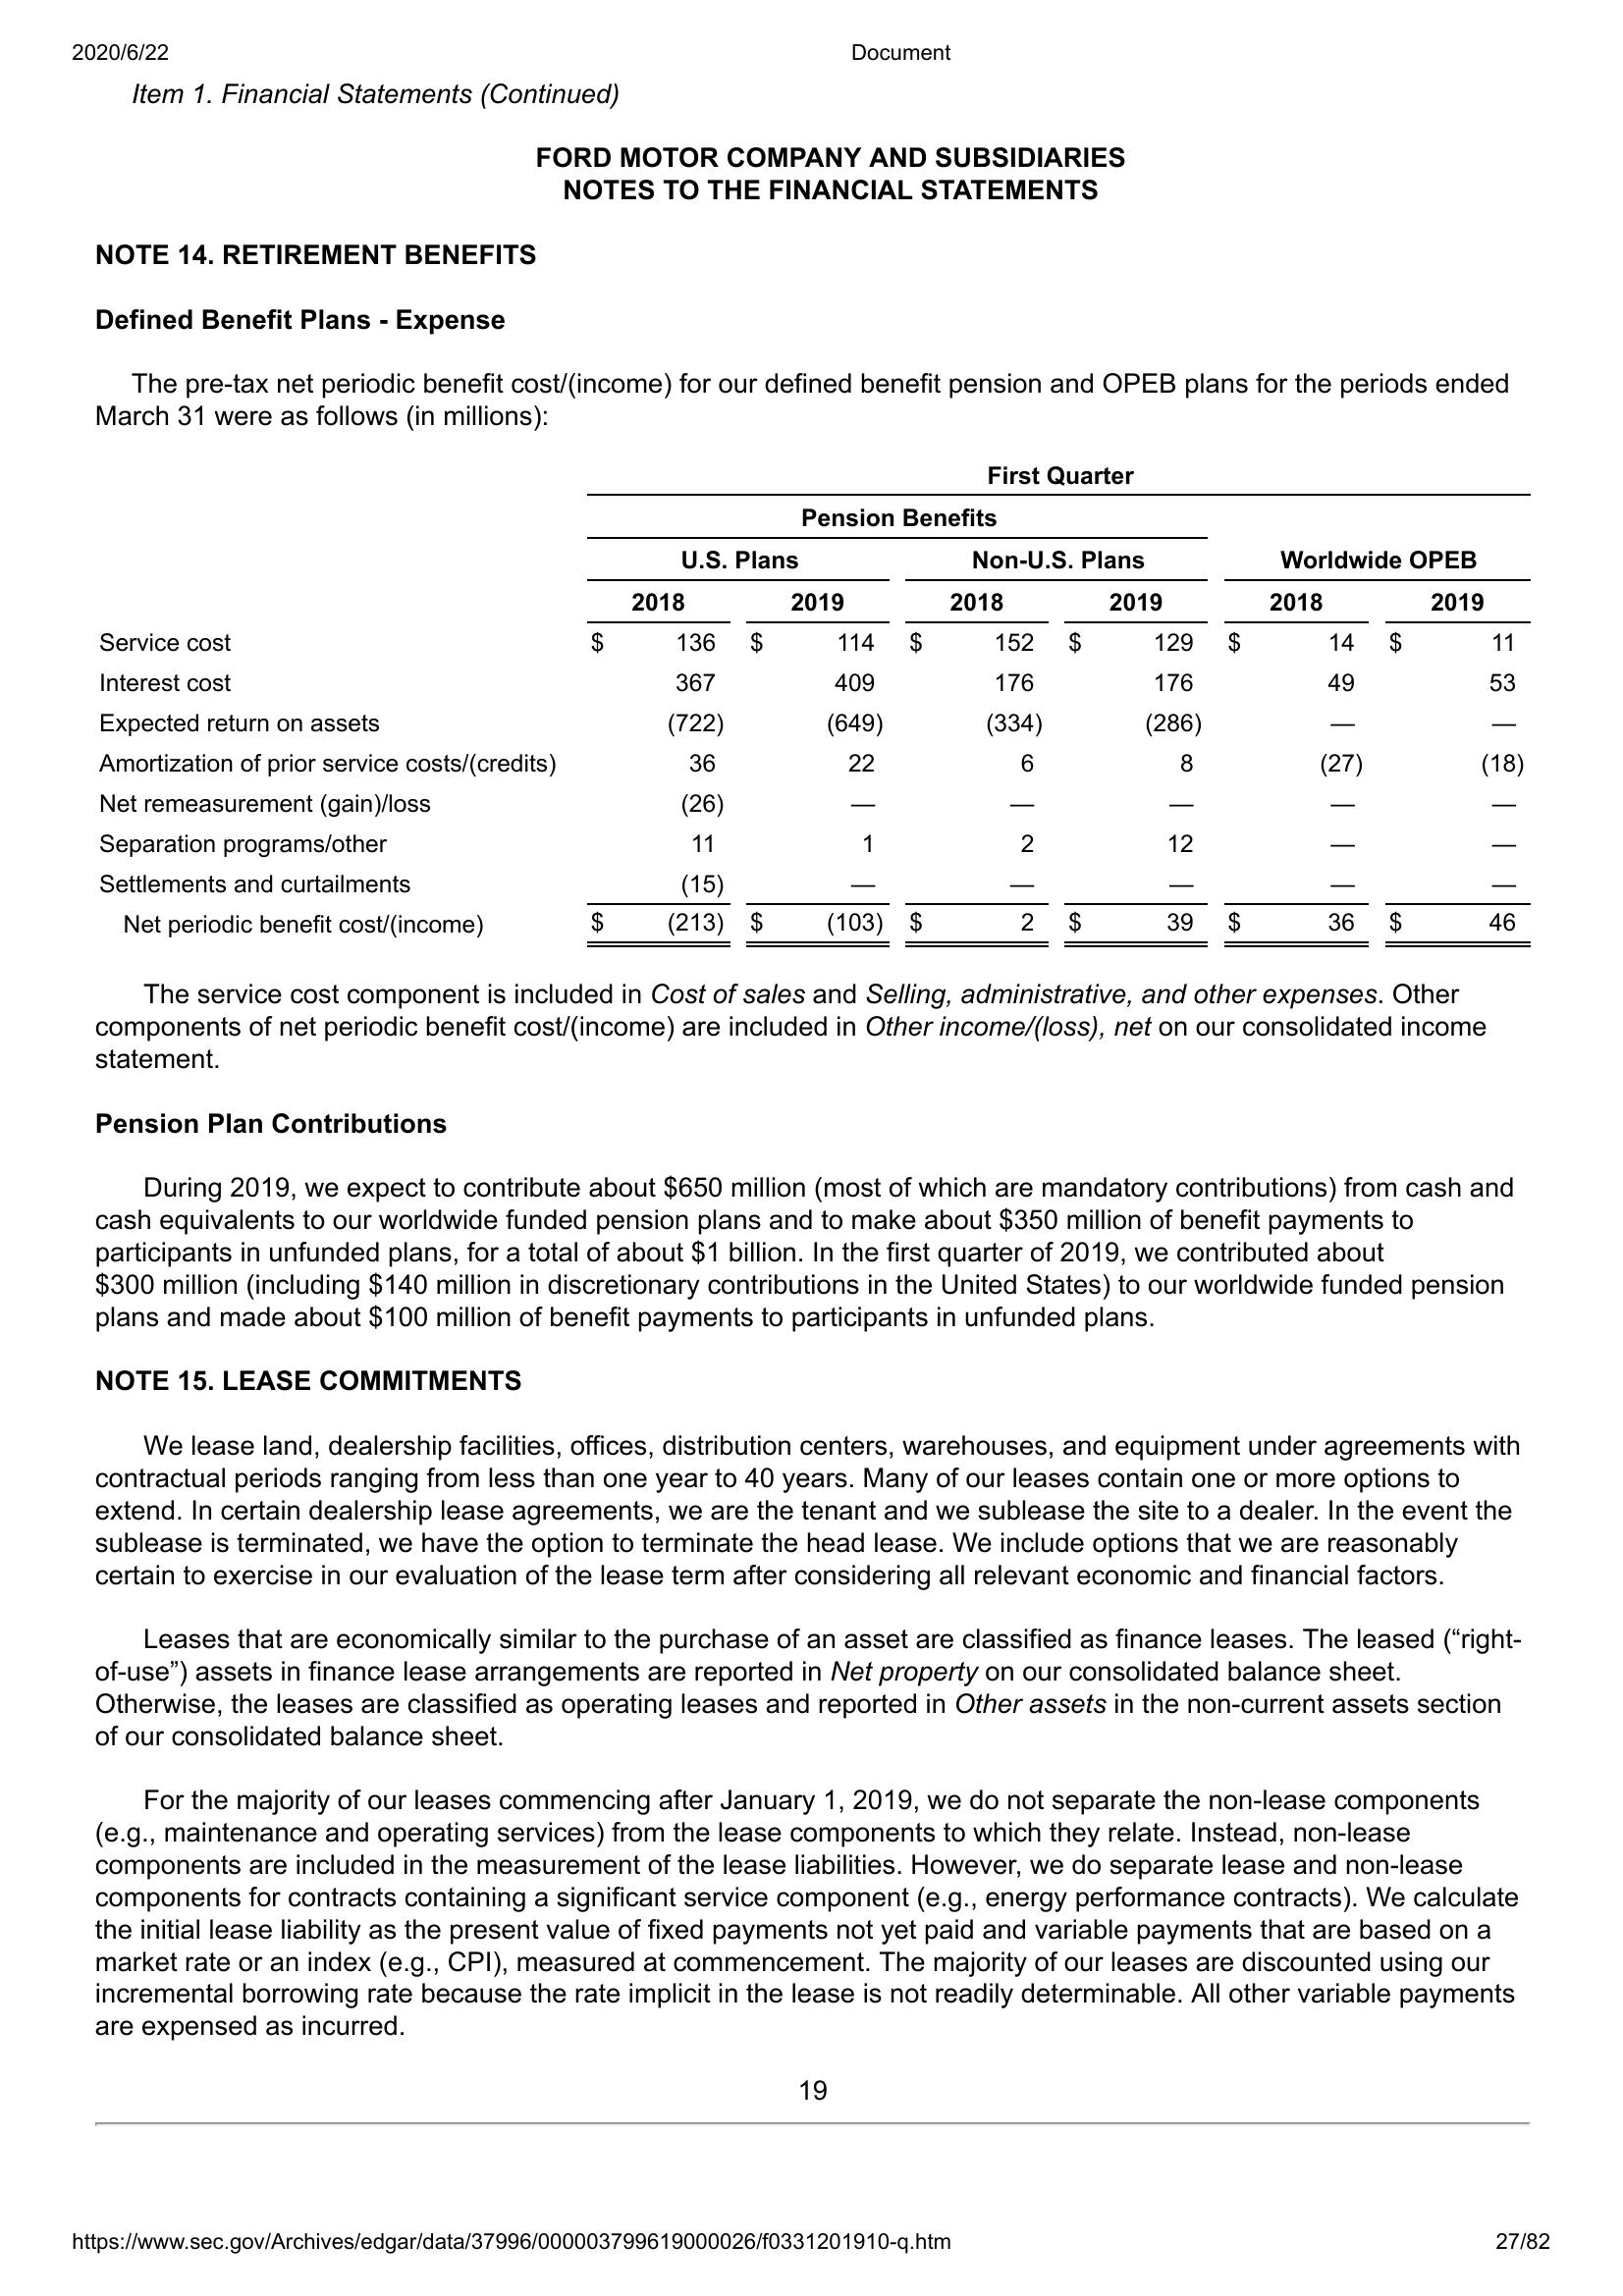 2020/6/22 Document
Item 1. Financial Statements (Continued)
FORD MOTOR COMPANY AND SUBSIDIARIES
NOTES TO THE FINANCIAL STATEMENTS
NOTE 14. RETIREMENT BENEFITS
Defined Benefit Plans - Expense
The pre-tax net periodic benefit cost/(income) for our defined benefit pension and OPEB plans for the periods ended
March 31 were as follows (in millions):
First Quarter
Pension Benefits
U.S. Plans Non-U.S. Plans Worldwide OPEB
2018 2019 2018 2019 2018 2019
Service cost $ 136 $ 114 $ 152 $ 129 $ 14 $ 11
Interest cost 367 409 176 176 49 53
Expected return on assets (722) (649) (334) (286) — —
Amortization of prior service costs/(credits) 36 22 6 8 (27) (18)
Net remeasurement (gain)/loss (26) — — — — —
Separation programs/other 11 1 2 12 — —
Settlements and curtailments (15) — — — — —
Net periodic benefit cost/(income) $ (213) $ (103) $ 2 $ 39 $ 36 $ 46
The service cost component is included in Cost of sales and Selling, administrative, and other expenses. Other
components of net periodic benefit cost/(income) are included in Other income/(loss), net on our consolidated income
statement.
Pension Plan Contributions
During 2019, we expect to contribute about $650 million (most of which are mandatory contributions) from cash and
cash equivalents to our worldwide funded pension plans and to make about $350 million of benefit payments to
participants in unfunded plans, for a total of about $1 billion. In the first quarter of 2019, we contributed about
$300 million (including $140 million in discretionary contributions in the United States) to our worldwide funded pension
plans and made about $100 million of benefit payments to participants in unfunded plans.
NOTE 15. LEASE COMMITMENTS
We lease land, dealership facilities, offices, distribution centers, warehouses, and equipment under agreements with
contractual periods ranging from less than one year to 40 years. Many of our leases contain one or more options to
extend. In certain dealership lease agreements, we are the tenant and we sublease the site to a dealer. In the event the
sublease is terminated, we have the option to terminate the head lease. We include options that we are reasonably
certain to exercise in our evaluation of the lease term after considering all relevant economic and financial factors.
Leases that are economically similar to the purchase of an asset are classified as finance leases. The leased (“right-
of-use”) assets in finance lease arrangements are reported in Net property on our consolidated balance sheet.
Otherwise, the leases are classified as operating leases and reported in Other assets in the non-current assets section
of our consolidated balance sheet.
For the majority of our leases commencing after January 1, 2019, we do not separate the non-lease components
(e.g., maintenance and operating services) from the lease components to which they relate. Instead, non-lease
components are included in the measurement of the lease liabilities. However, we do separate lease and non-lease
components for contracts containing a significant service component (e.g., energy performance contracts). We calculate
the initial lease liability as the present value of fixed payments not yet paid and variable payments that are based on a
market rate or an index (e.g., CPI), measured at commencement. The majority of our leases are discounted using our
incremental borrowing rate because the rate implicit in the lease is not readily determinable. All other variable payments
are expensed as incurred.
19
https://www.sec.gov/Archives/edgar/data/37996/000003799619000026/f0331201910-q.htm 27/82